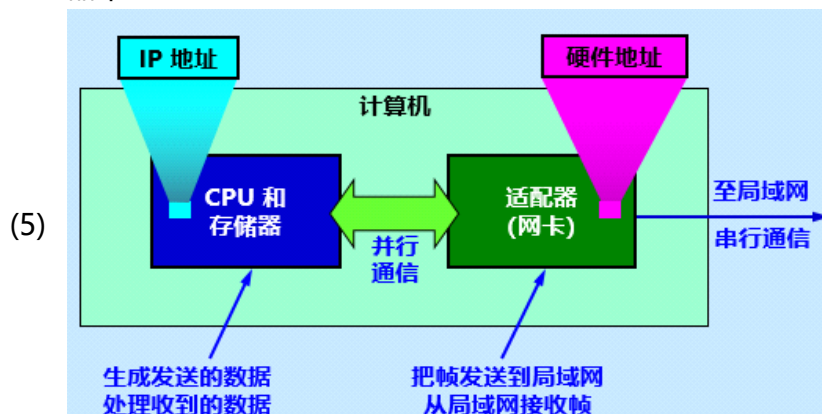 IP 地址
硬件地址
计算机
CPU 和
存储器
适配器
(网卡)
至局域网
(5)
并行
通信
串行通信
生成发送的数据
处理收到的数据
把帧发送到局域网
从局域网接收帧